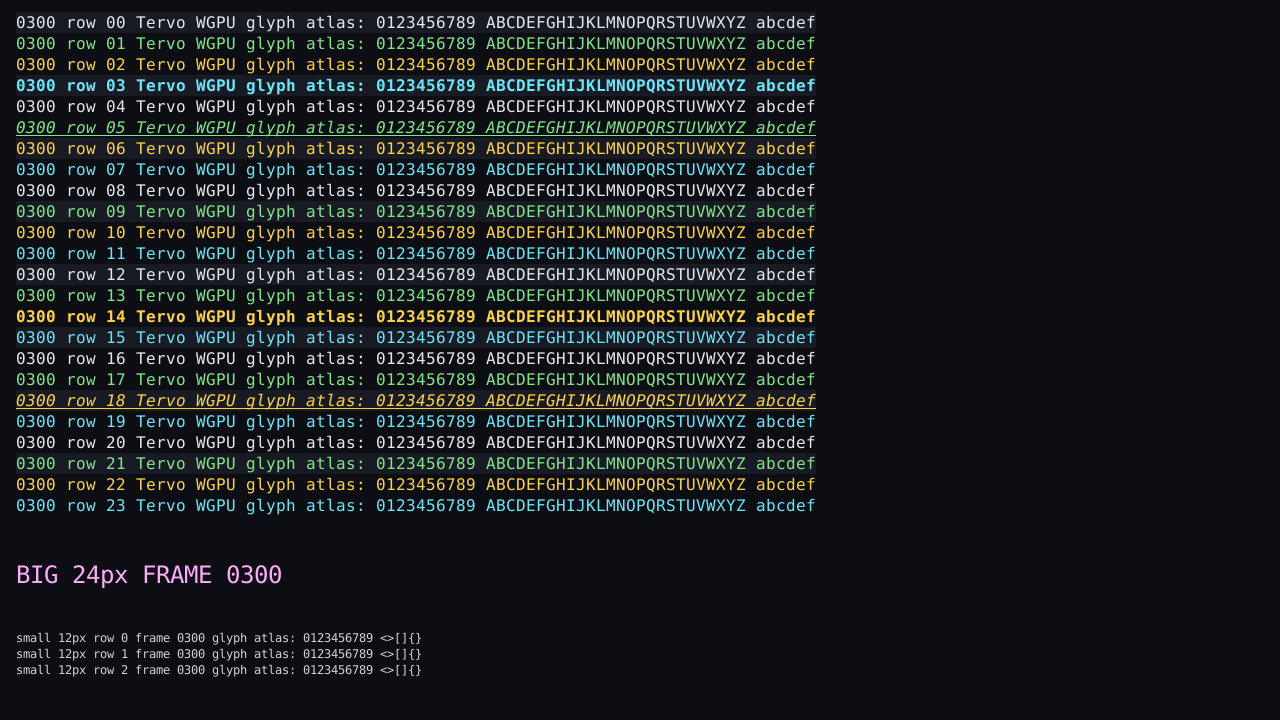 0300 row 00 Tervo WGPU glyph atlas: 0123456789 ABCDEFGHIJKLMNOPQRSTUVWXYZ abcdef
0300 row 01 Tervo WGPU glyph atlas: 0123456789 ABCDEFGHIJKLMNOPQRSTUVWXYZ abcdef
0300 row 02 Tervo WGPU glyph atlas: 0123456789 ABCDEFGHIJKLMNOPQRSTUVWXYZ abcdef
0300 row 03 Tervo WGPU glyph atlas: 0123456789 ABCDEFGHIJKLMNOPQRSTUVWXYZ abcdef
0300 row 04 Tervo WGPU glyph atlas: 0123456789 ABCDEFGHIJKLMNOPQRSTUVWXYZ abcdef
0300 row 05 Tervo WGPU glyph atlas: 0123456789 ABCDEFGHIJKLMNOPQRSTUVWXYZ abcdef
0300 row 06 Tervo WGPU glyph atlas: 0123456789 ABCDEFGHIJKLMNOPQRSTUVWXYZ abcdef
0300 row 07 Tervo WGPU glyph atlas: 0123456789 ABCDEFGHIJKLMNOPQRSTUVWXYZ abcdef
0300 row 08 Tervo WGPU glyph atlas: 0123456789 ABCDEFGHIJKLMNOPQRSTUVWXYZ abcdef
0300 row 09 Tervo WGPU glyph atlas: 0123456789 ABCDEFGHIJKLMNOPQRSTUVWXYZ abcdef
0300 row 10 Tervo WGPU glyph atlas: 0123456789 ABCDEFGHIJKLMNOPQRSTUVWXYZ abcdef
0300 row 11 Tervo WGPU glyph atlas: 0123456789 ABCDEFGHIJKLMNOPQRSTUVWXYZ abcdef
0300 row 12 Tervo WGPU glyph atlas: 0123456789 ABCDEFGHIJKLMNOPQRSTUVWXYZ abcdef
0300 row 13 Tervo WGPU glyph atlas: 0123456789 ABCDEFGHIJKLMNOPQRSTUVWXYZ abcdef
0300 row 14 Tervo WGPU glyph atlas: 0123456789 ABCDEFGHIJKLMNOPQRSTUVWXYZ abcdef
0300 row 15 Tervo WGPU glyph atlas: 0123456789 ABCDEFGHIJKLMNOPQRSTUVWXYZ abcdef
0300 row 16 Tervo WGPU glyph atlas: 0123456789 ABCDEFGHIJKLMNOPQRSTUVWXYZ abcdef
0300 row 17 Tervo WGPU glyph atlas: 0123456789 ABCDEFGHIJKLMNOPQRSTUVWXYZ abcdef
0300 row 18 Tervo WGPU glyph atlas: 0123456789 ABCDEFGHIJKLMNOPQRSTUVWXYZ abcdef
0300 row 19 Tervo WGPU glyph atlas: 0123456789 ABCDEFGHIJKLMNOPQRSTUVWXYZ abcdef
0300 row 20 Tervo WGPU glyph atlas: 0123456789 ABCDEFGHIJKLMNOPQRSTUVWXYZ abcdef
0300 row 21 Tervo WGPU glyph atlas: 0123456789 ABCDEFGHIJKLMNOPQRSTUVWXYZ abcdef
0300 row 22 Tervo WGPU glyph atlas: 0123456789 ABCDEFGHIJKLMNOPQRSTUVWXYZ abcdef
0300 row 23 Tervo WGPU glyph atlas: 0123456789 ABCDEFGHIJKLMNOPQRSTUVWXYZ abcdef
BIG 24px FRAME 0300
small 12px row 0 frame 0300 glyph atlas: 0123456789 <>[]{}
small 12px row 1 frame 0300 glyph atlas: 0123456789 <>[]{}
small 12px row 2 frame 0300 glyph atlas: 0123456789 <>[]{}